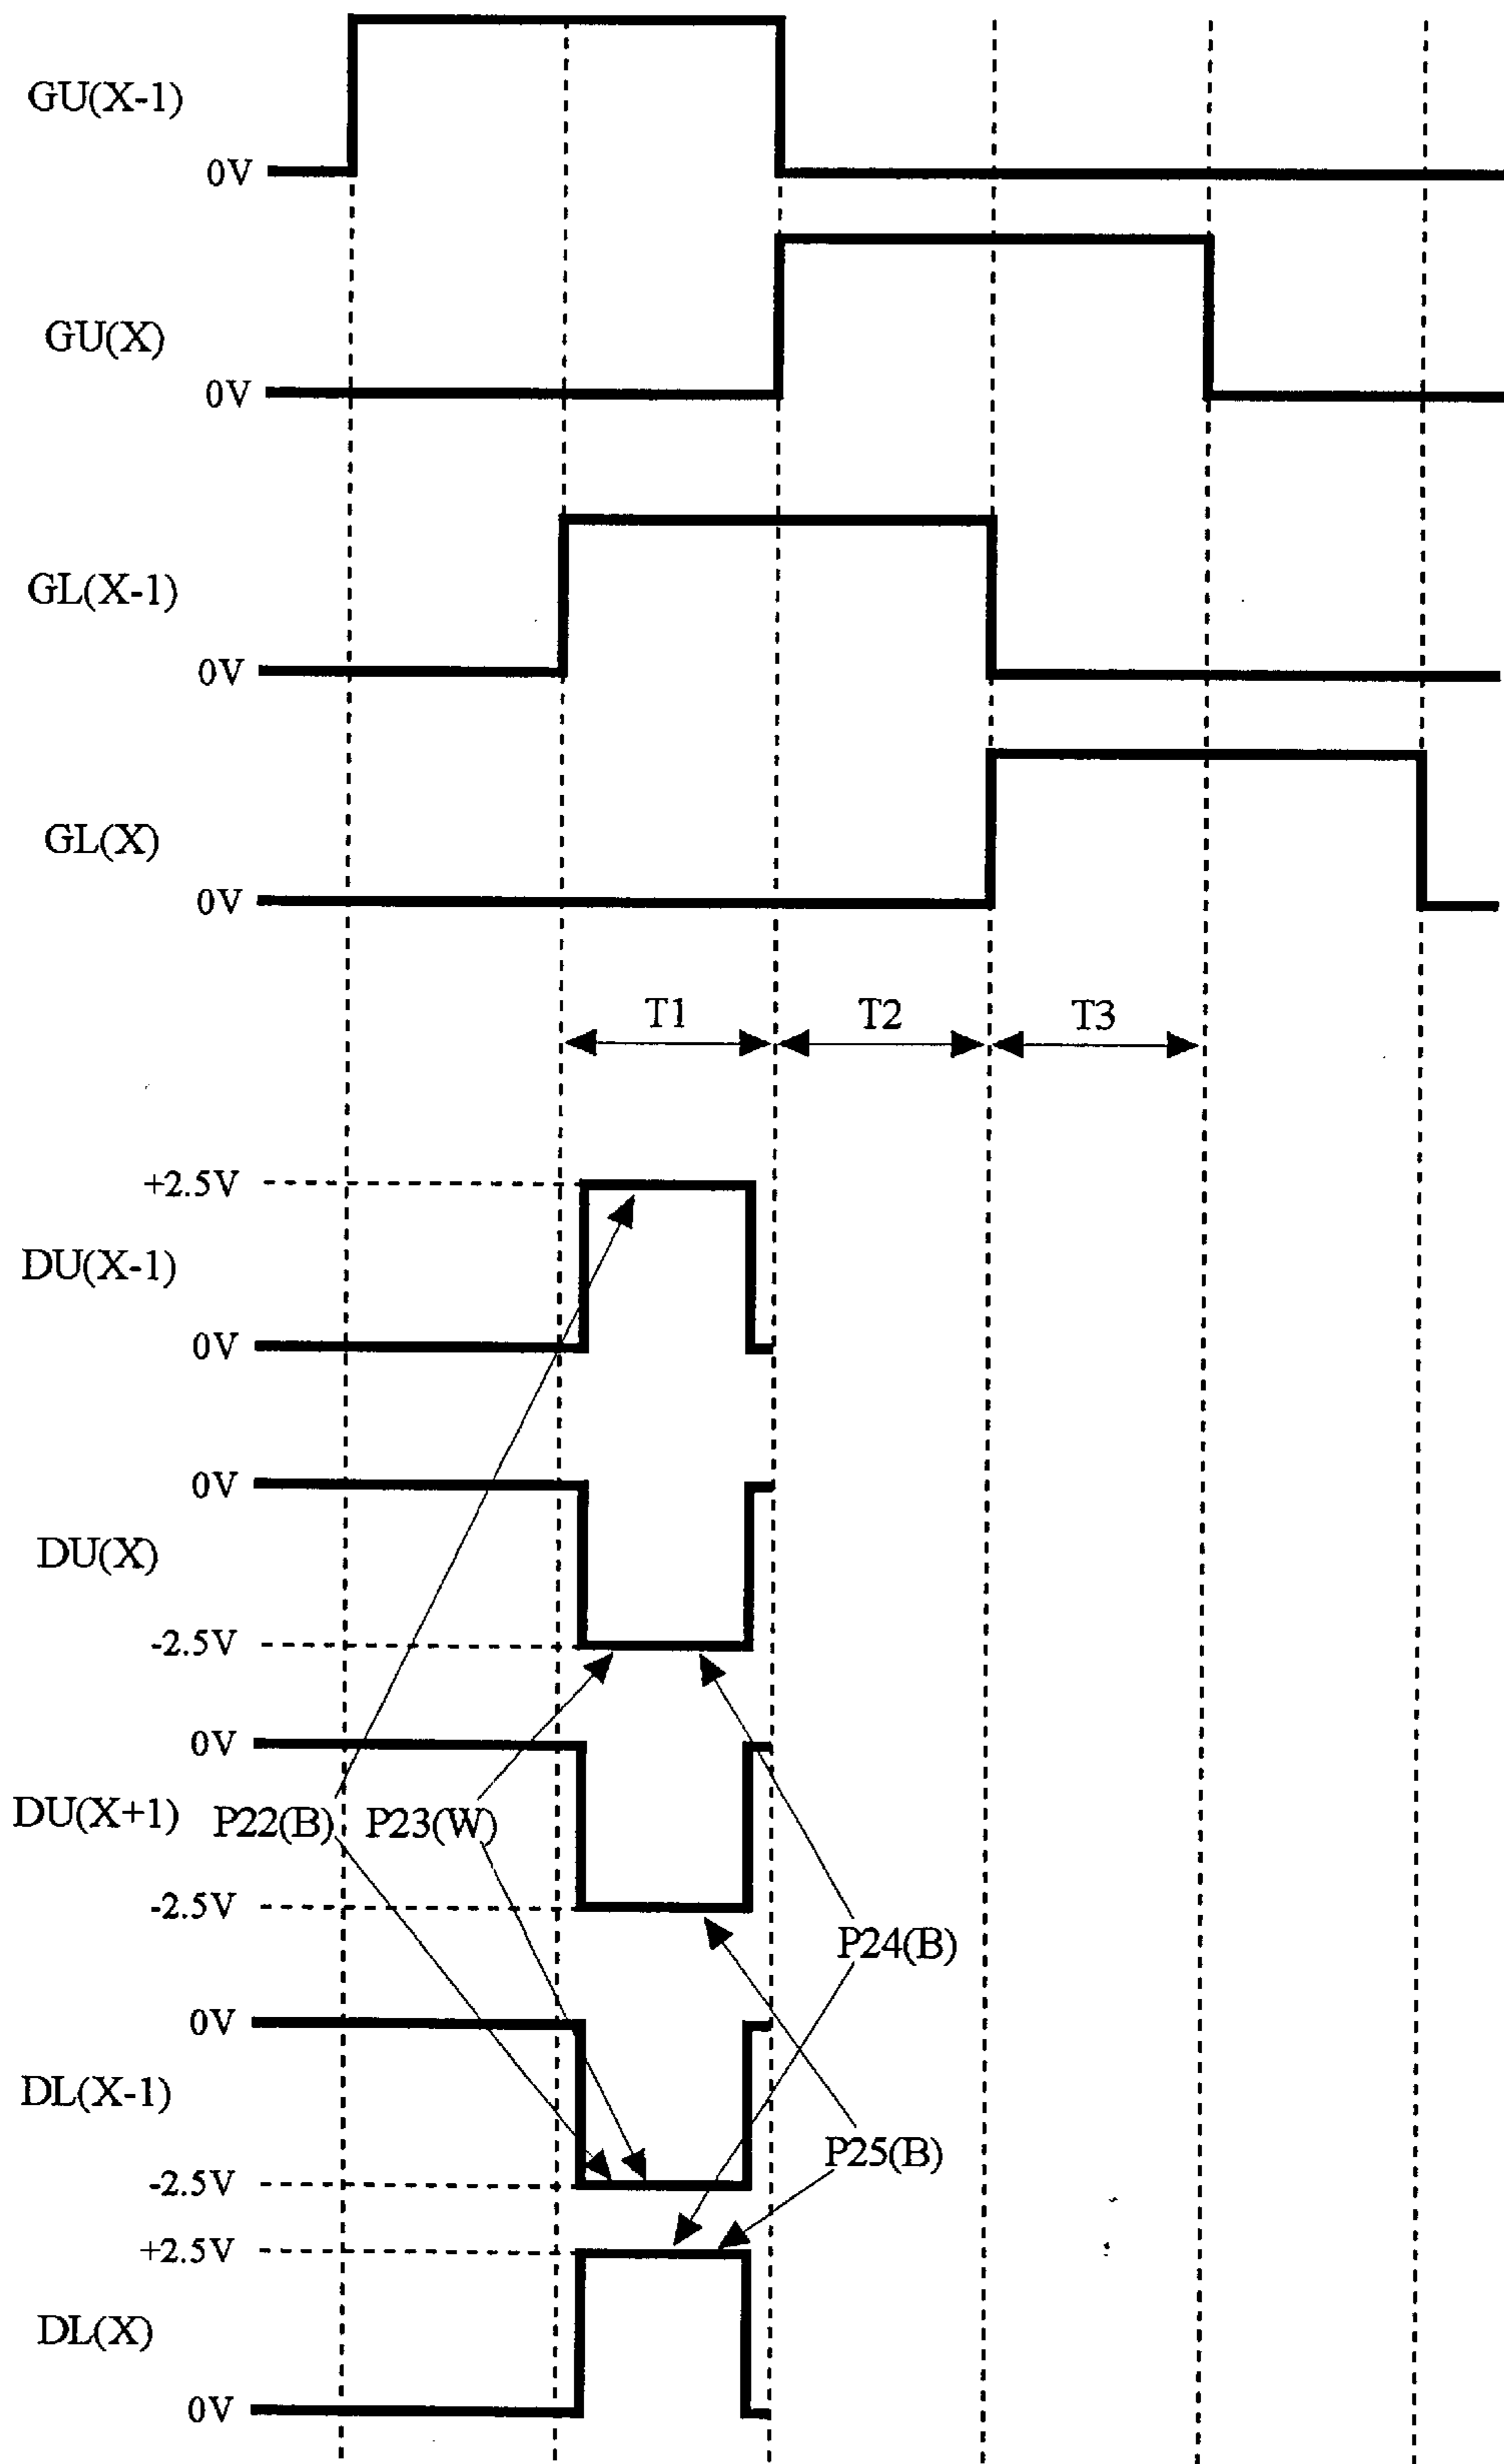 GU(X-1)
0V
GU(X)
0V
GL(X-1)
0V
GL(X)
0V
T1 T2 T3
+2.5V
DU(X-1)
0V
0V
DU(X)
-2.5V
0V
DU(X+1) P22(B) P23(W)
-2.5V
P24(B)
0V
DL(X-1)
P25(B)
-2.5V
+2.5V
DL(X)
0V